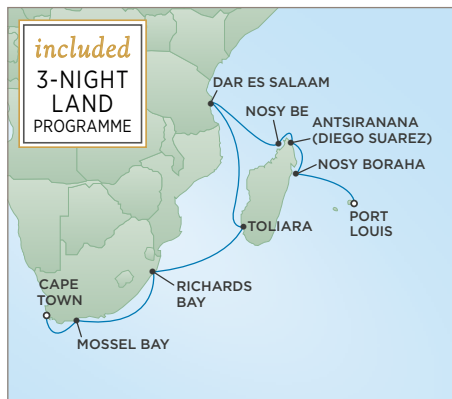 included
3-NIGHT
LAND
PROGRAMME
DAR ES SALAAM
NOSY BE
ANTSIRANANA
(DIEGO SUAREZ)
NOSY BORAHA
PORT
LOUIS
TOLIARA
RICHARDS
BAY
CAPE
TOWN
MOSSEL BAY